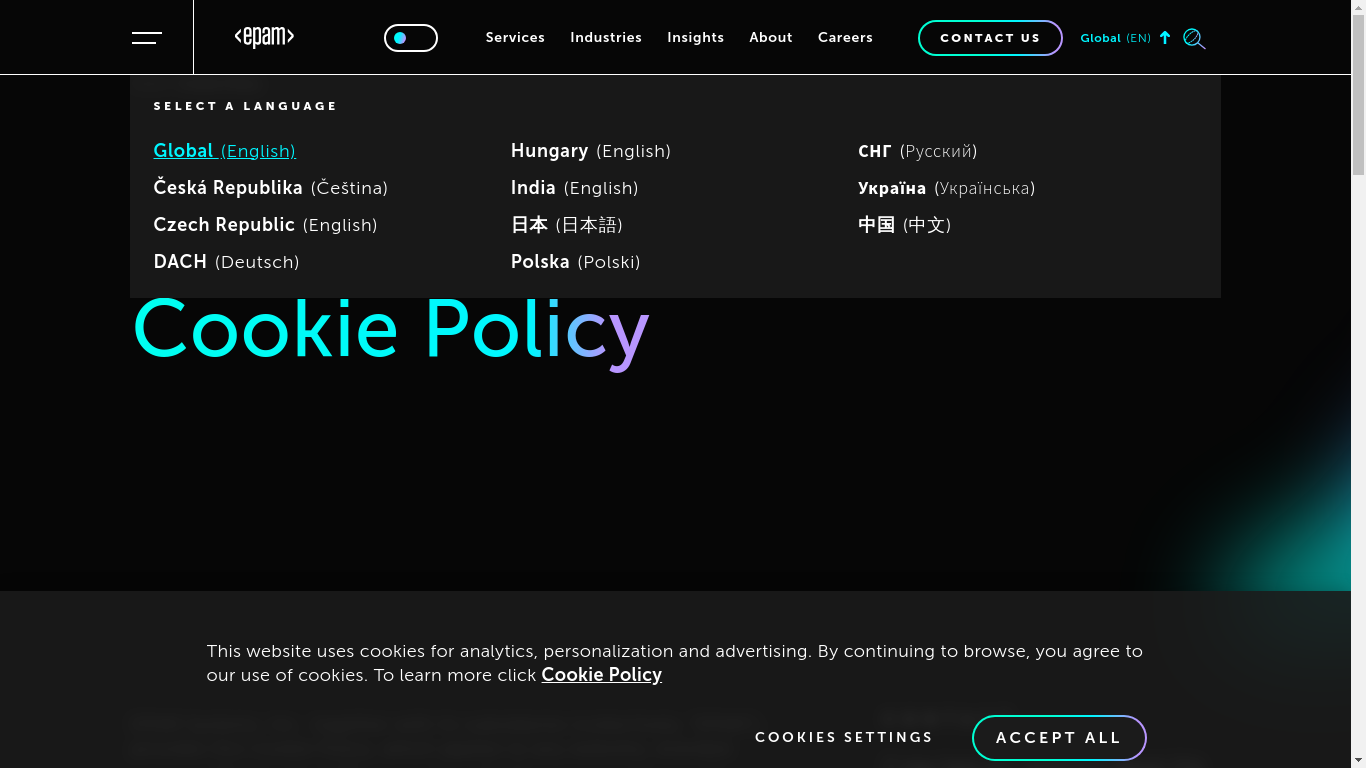 <epam>
Services Industries Insights About Careers CONTACT US Global (EN)
SELECT A LANGUAGE
Global (English)
Česká Republika (Čeština)
Czech Republic (English)
DACH (Deutsch)
Hungary (English)
India (English)
日本 (日本語)
Polska (Polski)
СНГ (Русский)
Україна (Українська)
中国 (中文)
Cookie Policy
This website uses cookies for analytics, personalization and advertising. By continuing to browse, you agree to
our use of cookies. To learn more click Cookie Policy
COOKIES SETTINGS ACCEPT ALL